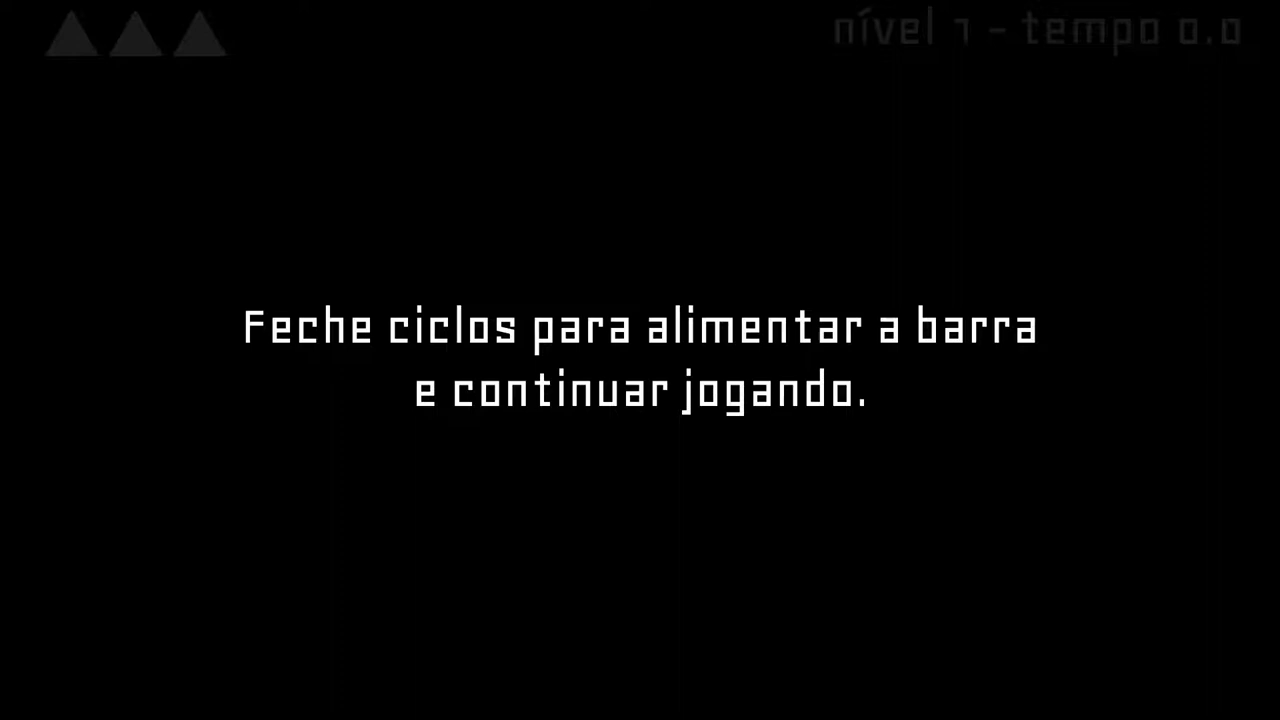 nível 1 - tempo 0.0
Feche ciclos para alimentar a barra
e continuar jogando.